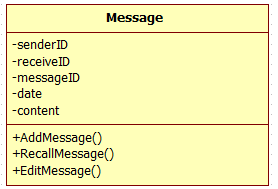 Message
-senderID
-receiveID
-messageID
-date
-content
+AddMessage()
+RecallMessage()
+EditMessage()